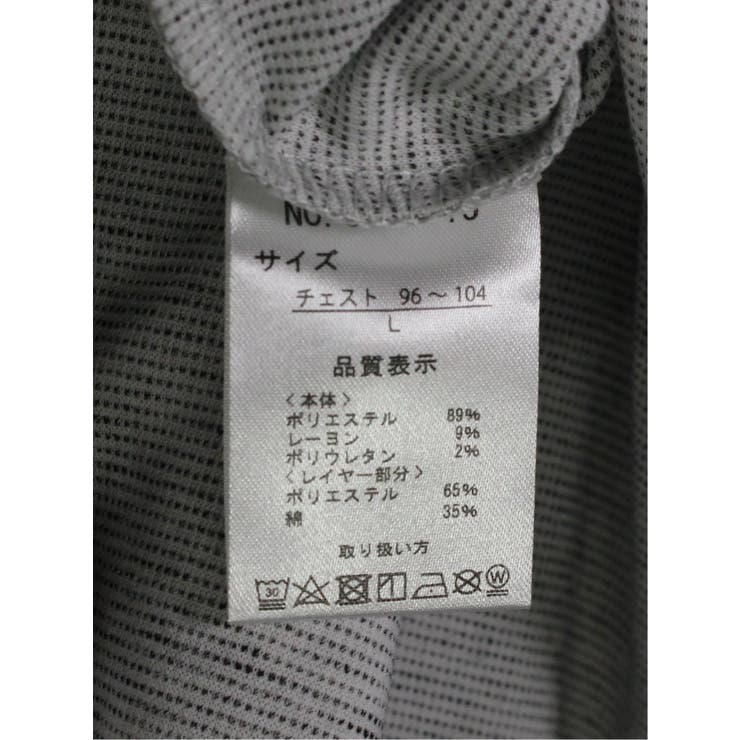 NO.
サイズ
チェスト 96～104
L
品質表示
〈本体〉
ポリエステル 89%
レーヨン 9%
ポリウレタン 2%
〈レイヤー部分〉
ポリエステル 65%
綿 35%
取り扱い方
30
W